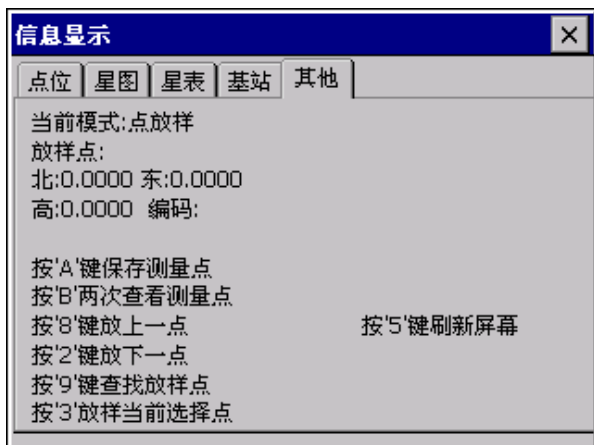 信息显示
点位 星图 星表 基站 其他
当前模式:点放样
放样点:
北:0.0000 东:0.0000
高:0.0000 编码:
按'A'键保存测量点
按'B'两次查看测量点
按'8'键放上一点 按'5'键刷新屏幕
按'2'键放下一点
按'9'键查找放样点
按'3'放样当前选择点